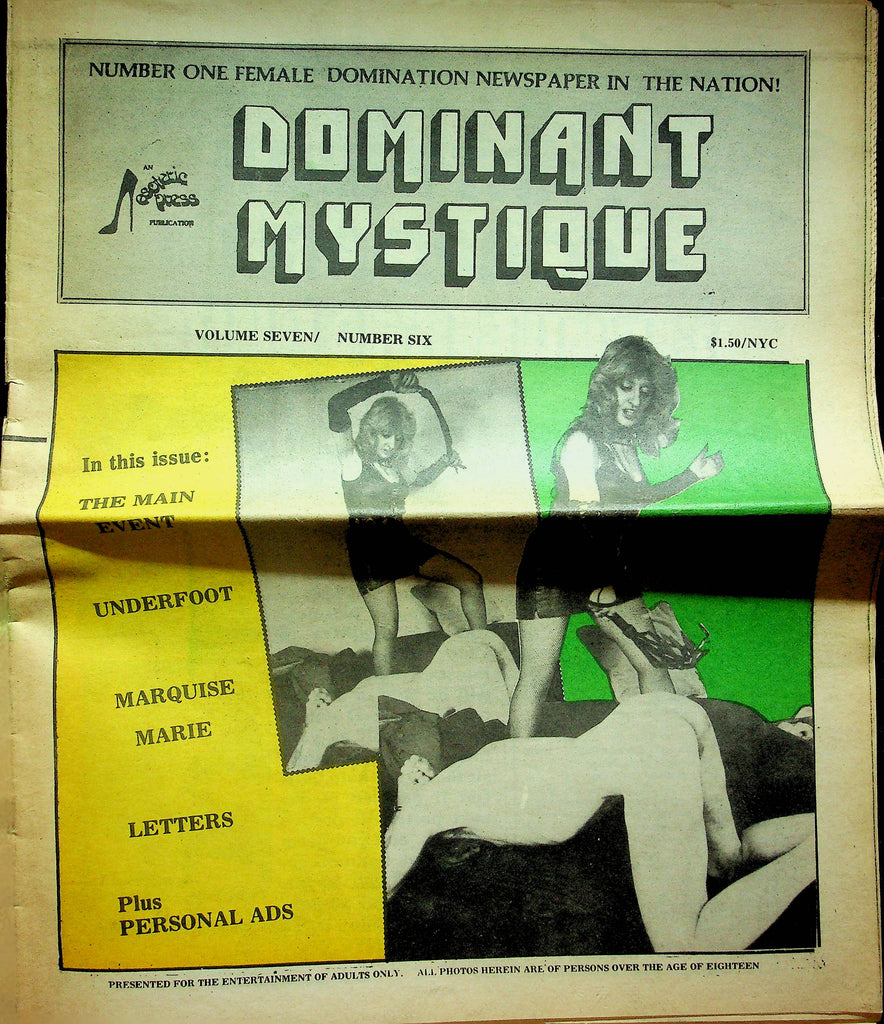 NUMBER ONE FEMALE DOMINATION NEWSPAPER IN THE NATION!
DOMINANT
MYSTIQUE
AN
esoteric
press
PUBLICATION
VOLUME SEVEN/ NUMBER SIX
$1.50/NYC
In this issue:
THE MAIN
EVENT
UNDERFOOT
MARQUISE
MARIE
LETTERS
Plus
PERSONAL ADS
PRESENTED FOR THE ENTERTAINMENT OF ADULTS ONLY. ALL PHOTOS HEREIN ARE OF PERSONS OVER THE AGE OF EIGHTEEN